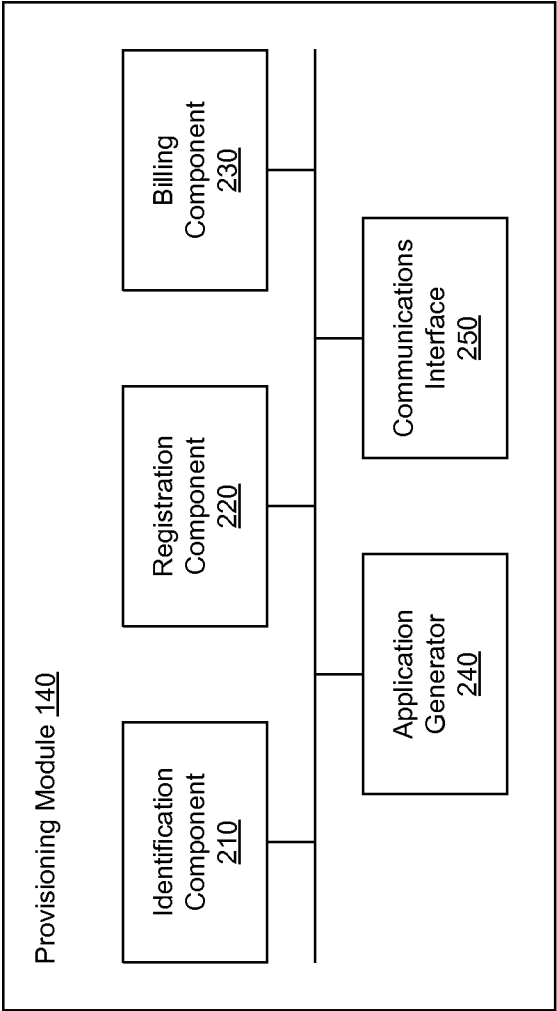 Provisioning Module 140
Identification
Component
210
Registration
Component
220
Billing
Component
230
Application
Generator
240
Communications
Interface
250